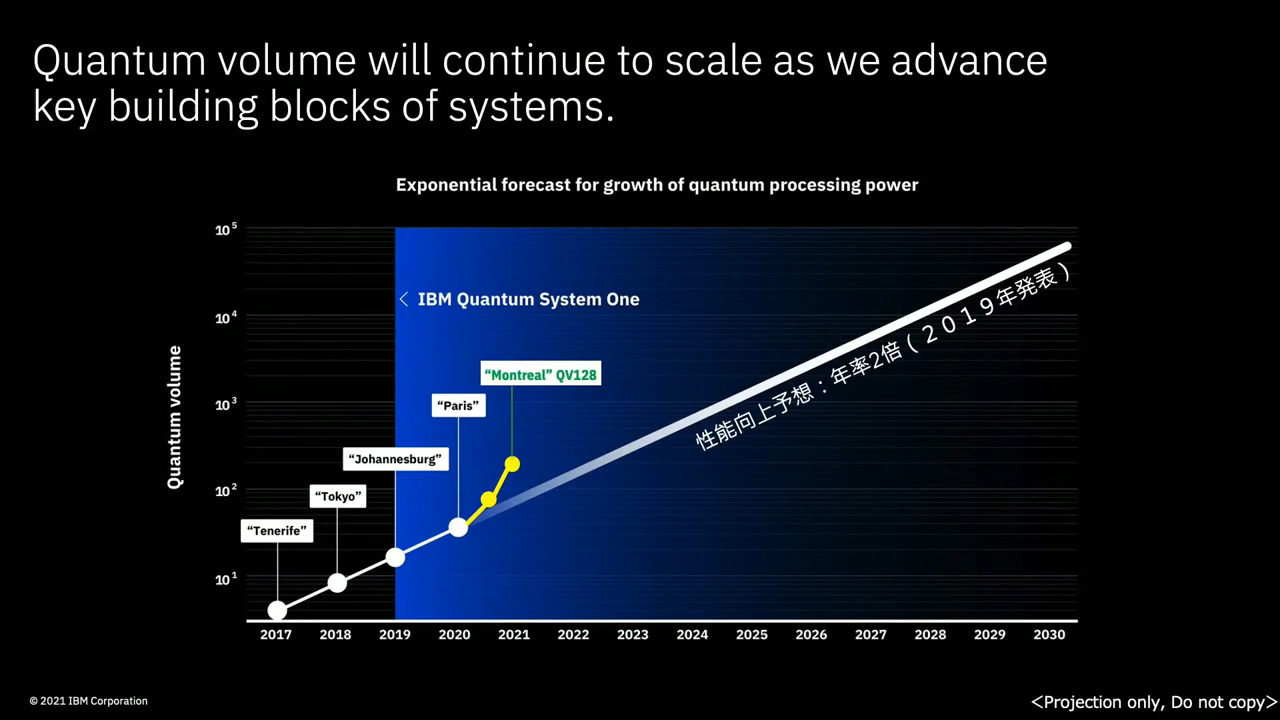 Quantum volume will continue to scale as we advance
key building blocks of systems.
Exponential forecast for growth of quantum processing power
Quantum volume
10⁵
10⁴
10³
10²
10¹
< IBM Quantum System One
“Montreal” QV128
“Paris”
“Johannesburg”
“Tokyo”
“Tenerife”
性能向上予想：年率2倍（２０１９年発表）
2017 2018 2019 2020 2021 2022 2023 2024 2025 2026 2027 2028 2029 2030
© 2021 IBM Corporation
<Projection only, Do not copy>